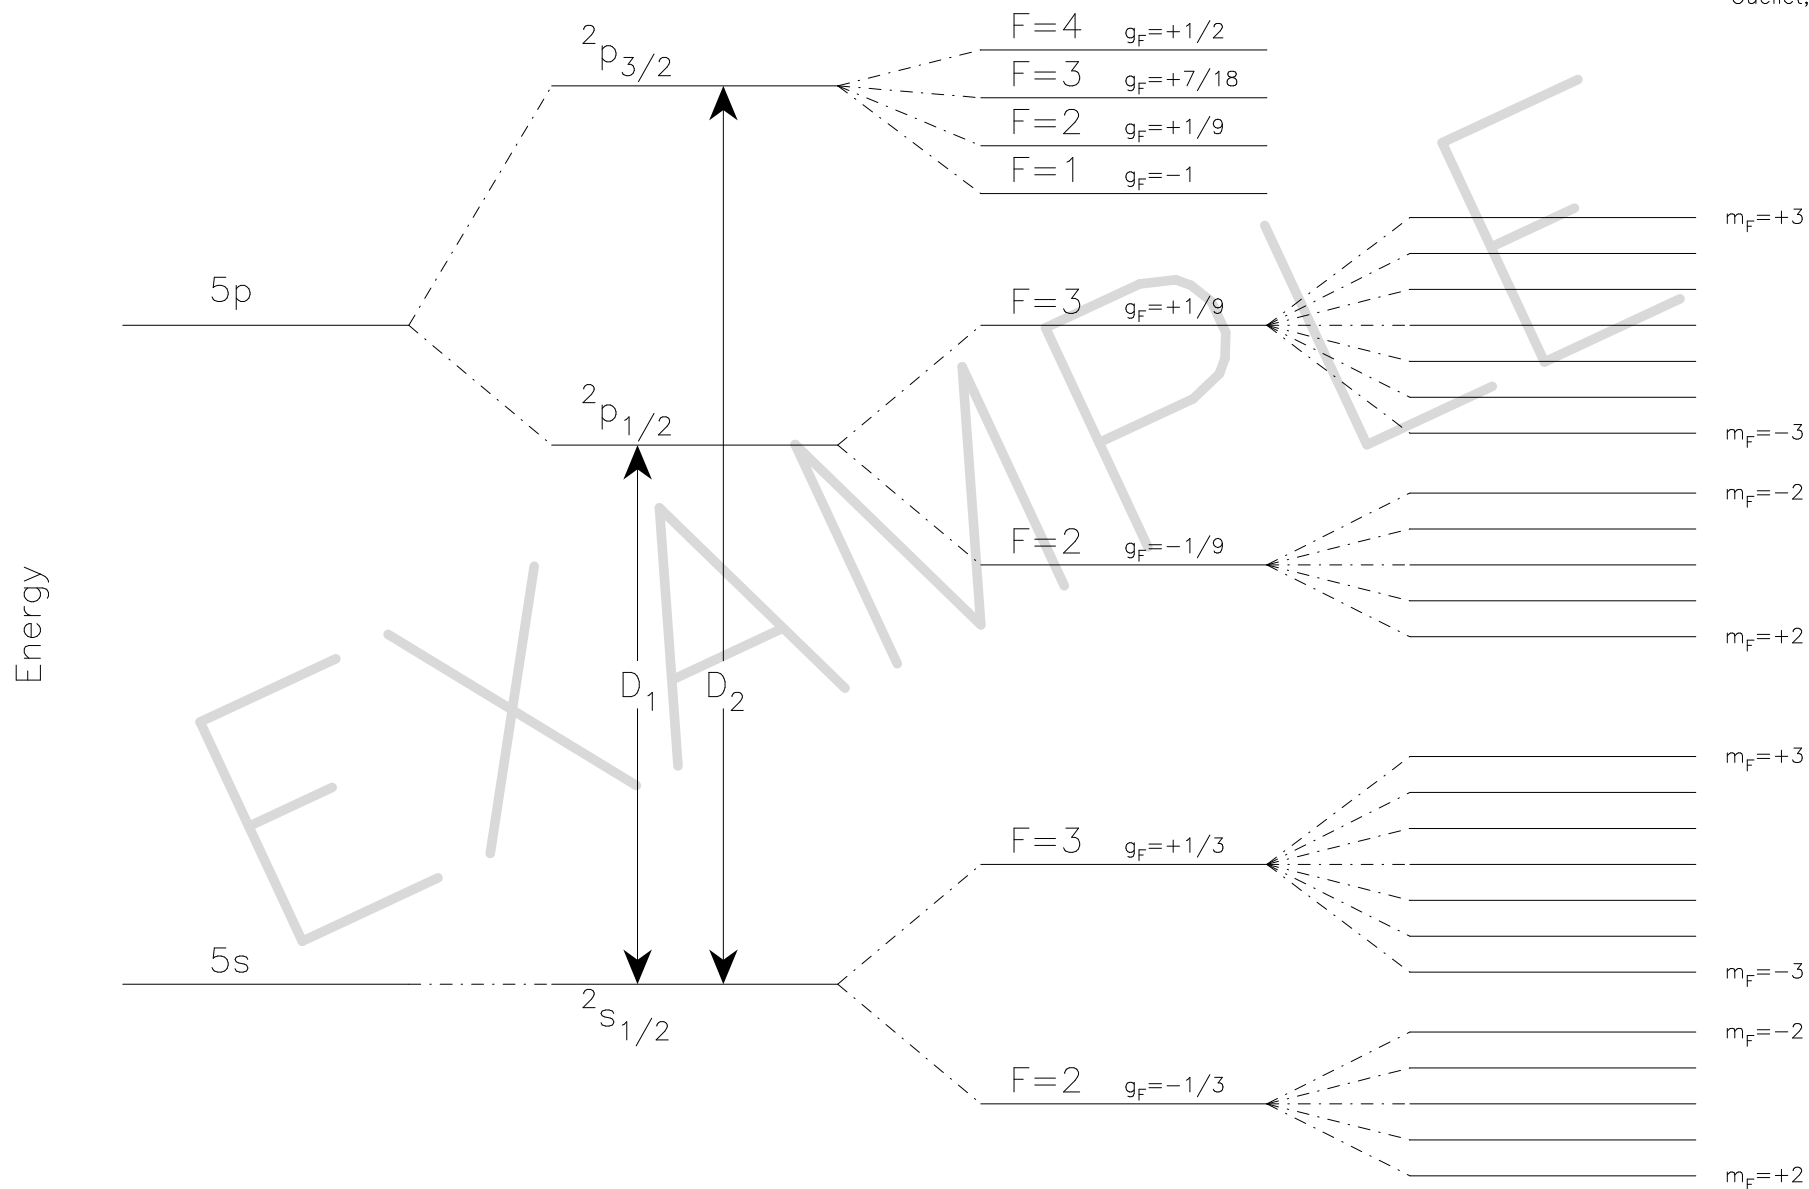 Ouellet,
²p3/2
F=4 gF=+1/2
F=3 gF=+7/18
F=2 gF=+1/9
F=1 gF=−1
5p
F=3 gF=+1/9
mF=+3
mF=−3
²p1/2
F=2 gF=−1/9
mF=−2
mF=+2
Energy
D1
D2
EXAMPLE
F=3 gF=+1/3
mF=+3
mF=−3
5s
²s1/2
F=2 gF=−1/3
mF=−2
mF=+2